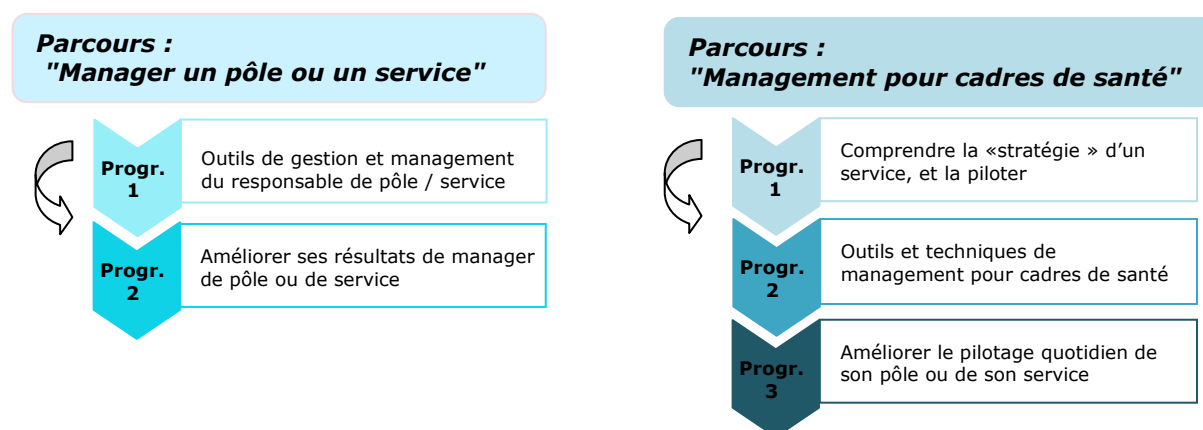 Parcours :
"Manager un pôle ou un service"
Progr.
1
Outils de gestion et management
du responsable de pôle / service
Progr.
2
Améliorer ses résultats de manager
de pôle ou de service
Parcours :
"Management pour cadres de santé"
Progr.
1
Comprendre la «stratégie » d’un
service, et la piloter
Progr.
2
Outils et techniques de
management pour cadres de santé
Progr.
3
Améliorer le pilotage quotidien de
son pôle ou de son service